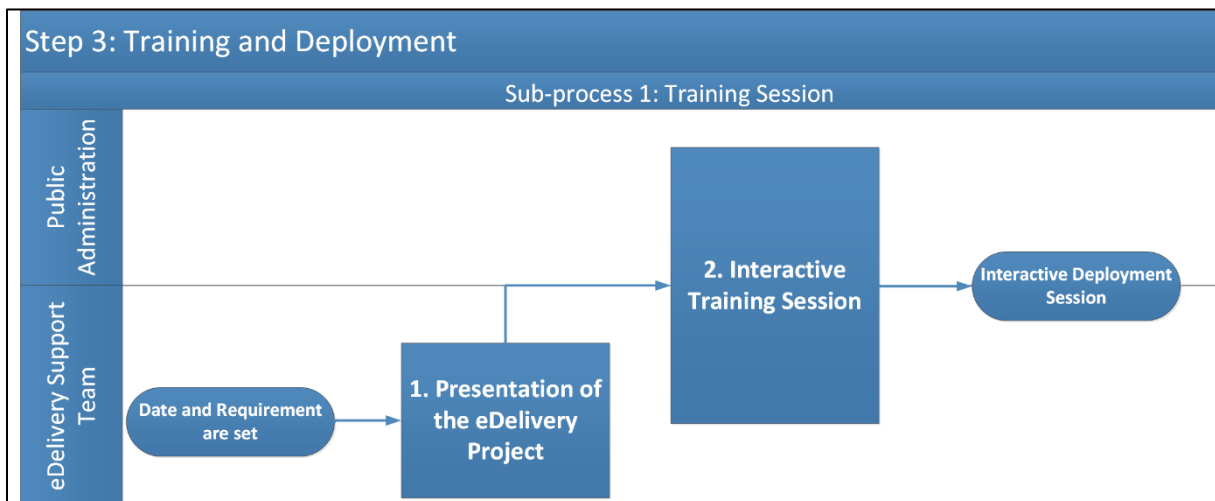 Step 3: Training and Deployment
Sub-process 1: Training Session
Public
Administration
2. Interactive
Training Session
Interactive Deployment
Session
eDelivery Support
Team
Date and Requirement
are set
1. Presentation of
the eDelivery
Project